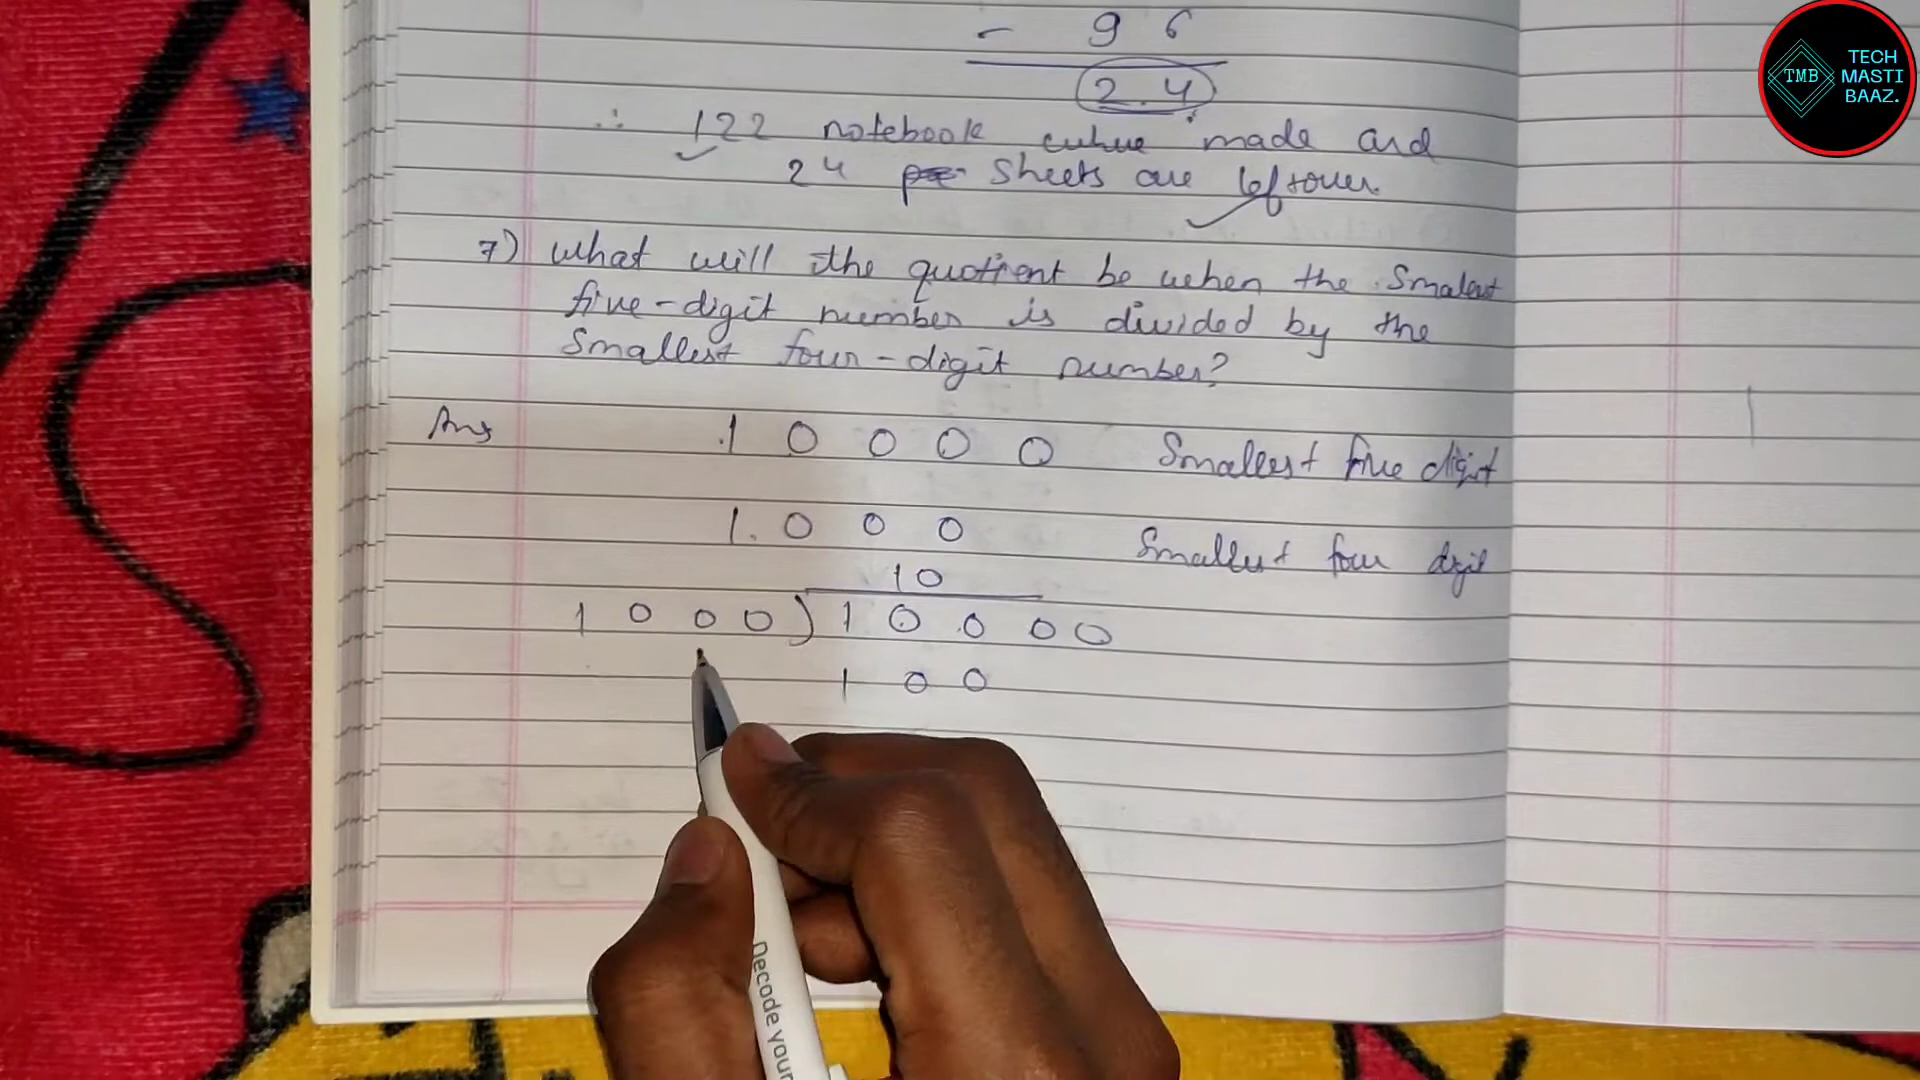 - 9 6
2 4
∴ 122 notebook made and
24 sheets are leftover.
7) What will the quotient be when the smallest
five-digit number is divided by the
smallest four-digit number?
Ans 1 0 0 0 0 Smallest five digit
1 0 0 0 Smallest four digit
10
1 0 0 0 ) 1 0 0 0 0
1 0 0
Decode your
TMB
TECH
MASTI
BAAZ.